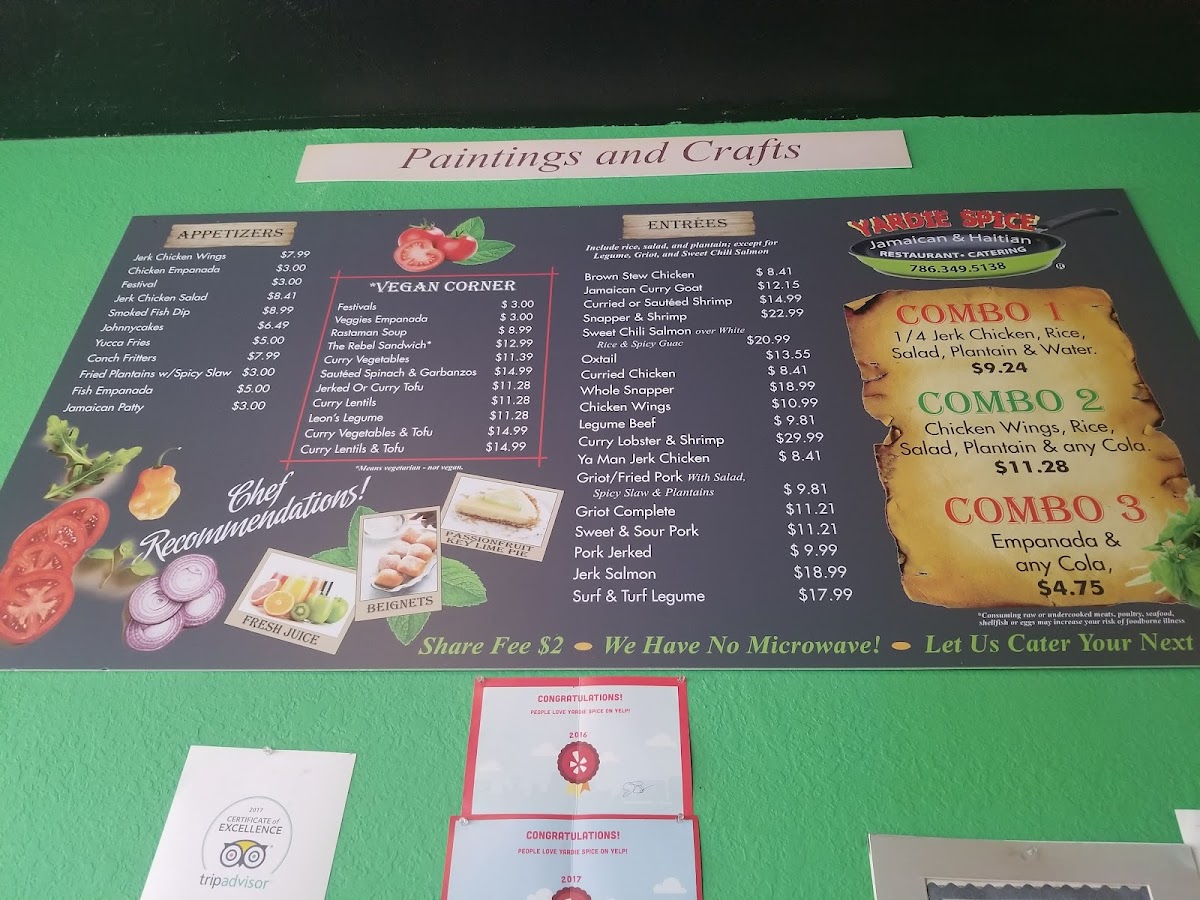 Paintings and Crafts
APPETIZERS
Jerk Chicken Wings $7.99
Chicken Empanada $3.00
Festival $3.00
Jerk Chicken Salad $8.41
Smoked Fish Dip $8.99
Johnnycakes $6.49
Yucca Fries $5.00
Conch Fritters $7.99
Fried Plantains w/Spicy Slaw $3.00
Fish Empanada $5.00
Jamaican Patty $3.00
*VEGAN CORNER
Festivals $ 3.00
Veggies Empanada $ 3.00
Rastaman Soup $ 8.99
The Rebel Sandwich* $12.99
Curry Vegetables $11.39
Sautéed Spinach & Garbanzos $14.99
Jerked Or Curry Tofu $11.28
Curry Lentils $11.28
Leon's Legume $11.28
Curry Vegetables & Tofu $14.99
Curry Lentils & Tofu $14.99
*Means vegetarian - not vegan.
Chef
Recommendations!
FRESH JUICE
BEIGNETS
PASSIONFRUIT
KEY LIME PIE
ENTRÉES
Include rice, salad, and plantain; except for
Legume, Griot, and Sweet Chili Salmon
Brown Stew Chicken $ 8.41
Jamaican Curry Goat $12.15
Curried or Sautéed Shrimp $14.99
Snapper & Shrimp $22.99
Sweet Chili Salmon over White
Rice & Spicy Guac $20.99
Oxtail $13.55
Curried Chicken $ 8.41
Whole Snapper $18.99
Chicken Wings $10.99
Legume Beef $ 9.81
Curry Lobster & Shrimp $29.99
Ya Man Jerk Chicken $ 8.41
Griot/Fried Pork With Salad,
Spicy Slaw & Plantains $ 9.81
Griot Complete $11.21
Sweet & Sour Pork $11.21
Pork Jerked $ 9.99
Jerk Salmon $18.99
Surf & Turf Legume $17.99
YARDIE SPICE
Jamaican & Haitian
RESTAURANT • CATERING
786.349.5138
®
COMBO 1
1/4 Jerk Chicken, Rice,
Salad, Plantain & Water.
$9.24
COMBO 2
Chicken Wings, Rice,
Salad, Plantain & any Cola.
$11.28
COMBO 3
Empanada &
any Cola,
$4.75
*Consuming raw or undercooked meats, poultry, seafood,
shellfish or eggs may increase your risk of foodborne illness
Share Fee $2 • We Have No Microwave! • Let Us Cater Your Next
CONGRATULATIONS!
PEOPLE LOVE YARDIE SPICE ON YELP!
2016
CONGRATULATIONS!
PEOPLE LOVE YARDIE SPICE ON YELP!
2017
2017
CERTIFICATE of
EXCELLENCE
tripadvisor